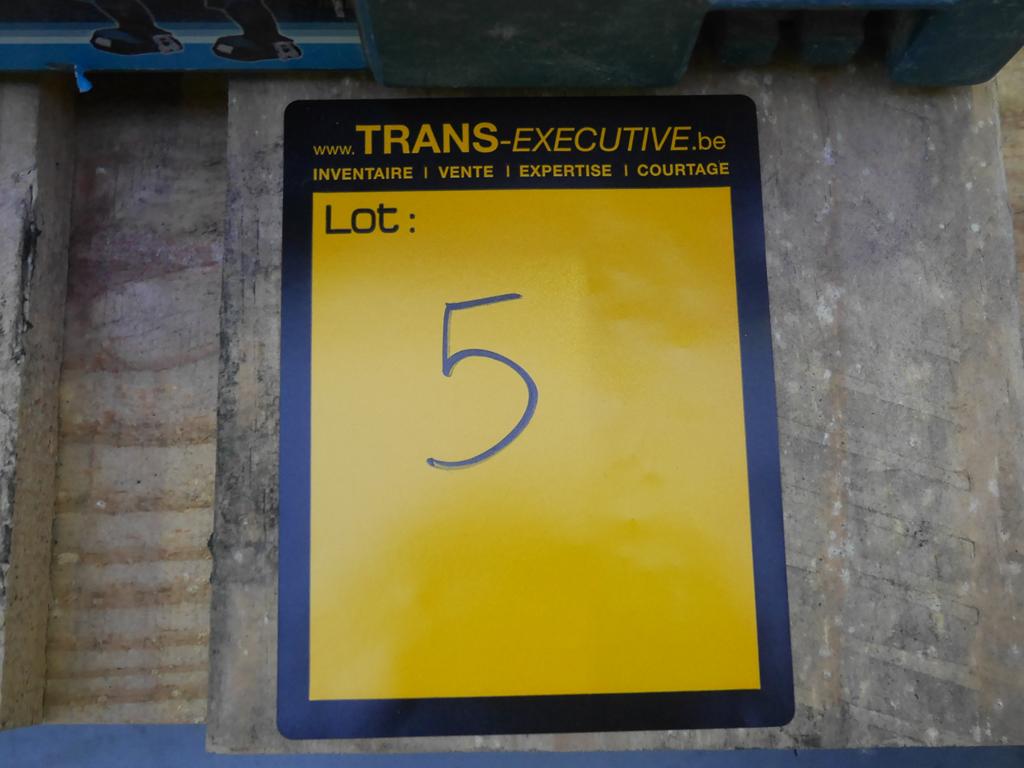 www.TRANS-EXECUTIVE.be
INVENTAIRE | VENTE | EXPERTISE | COURTAGE
Lot:
5